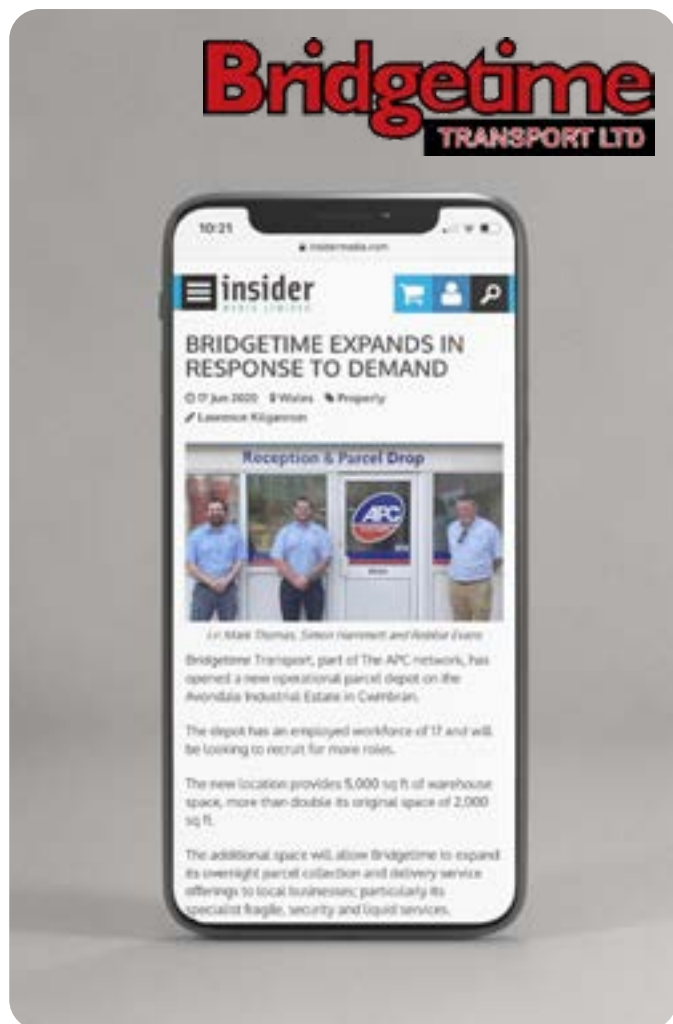 Bridgetime
TRANSPORT LTD
10:21
insidermedia.com
insider
MEDIA LIMITED
BRIDGETIME EXPANDS IN
RESPONSE TO DEMAND
17 Jun 2020 Wales Property
Lawrence Kilgannon
Reception & Parcel Drop
APC
l-r: Mark Thomas, Simon Hammett and Robbie Evans
Bridgetime Transport, part of The APC network, has
opened a new operational parcel depot on the
Avondale Industrial Estate in Cwmbran.
The depot has an employed workforce of 17 and will
be looking to recruit for more roles.
The new location provides 5,000 sq ft of warehouse
space, more than double its original space of 2,000
sq ft.
The additional space will allow Bridgetime to expand
its overnight parcel collection and delivery service
offerings to local businesses; particularly its
specialist fragile, security and liquid services.